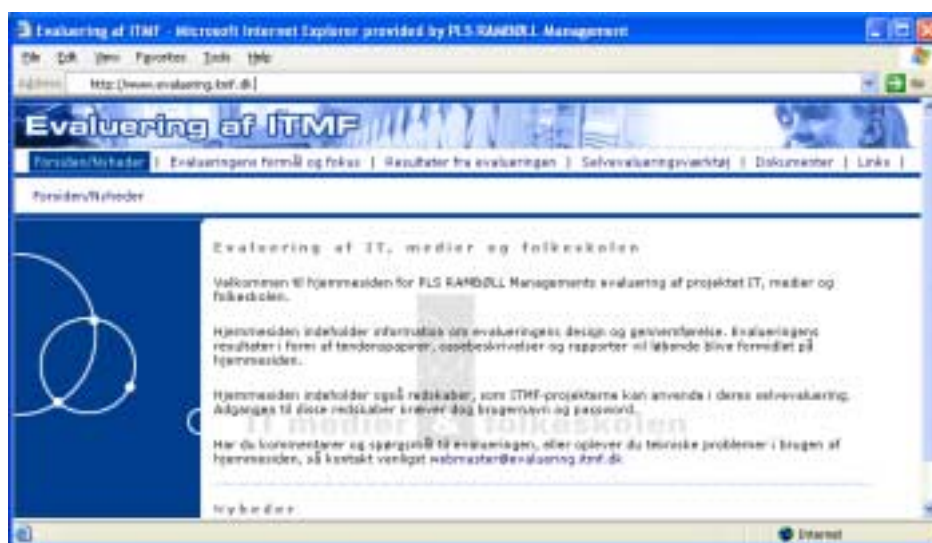 Evaluering af ITMF - Microsoft Internet Explorer provided by PLS RAMBØLL Management
File Edit View Favorites Tools Help
Address http://www.evaluering.itmf.dk
Evaluering af ITMF
Forsiden/Nyheder | Evalueringens formål og fokus | Resultater fra evalueringen | Selvevalueringsværktøj | Dokumenter | Links |
Forsiden/Nyheder
Evaluering af IT, medier og folkeskolen
Velkommen til hjemmesiden for PLS RAMBØLL Managements evaluering af projektet IT, medier og
folkeskolen.
Hjemmesiden indeholder information om evalueringens design og gennemførelse. Evalueringens
resultater i form af tendenspapirer, casebeskrivelser og rapporter vil løbende blive formidlet på
hjemmesiden.
Hjemmesiden indeholder også redskaber, som ITMF-projekterne kan anvende i deres selvevaluering.
Adgangen til disse redskaber kræver dog brugernavn og password.
IT medier & folkeskolen
Har du kommentarer og spørgsmål til evalueringen, eller oplever du tekniske problemer i brugen af
hjemmesiden, så kontakt venligst webmaster@evaluering.itmf.dk
Nyheder
Internet